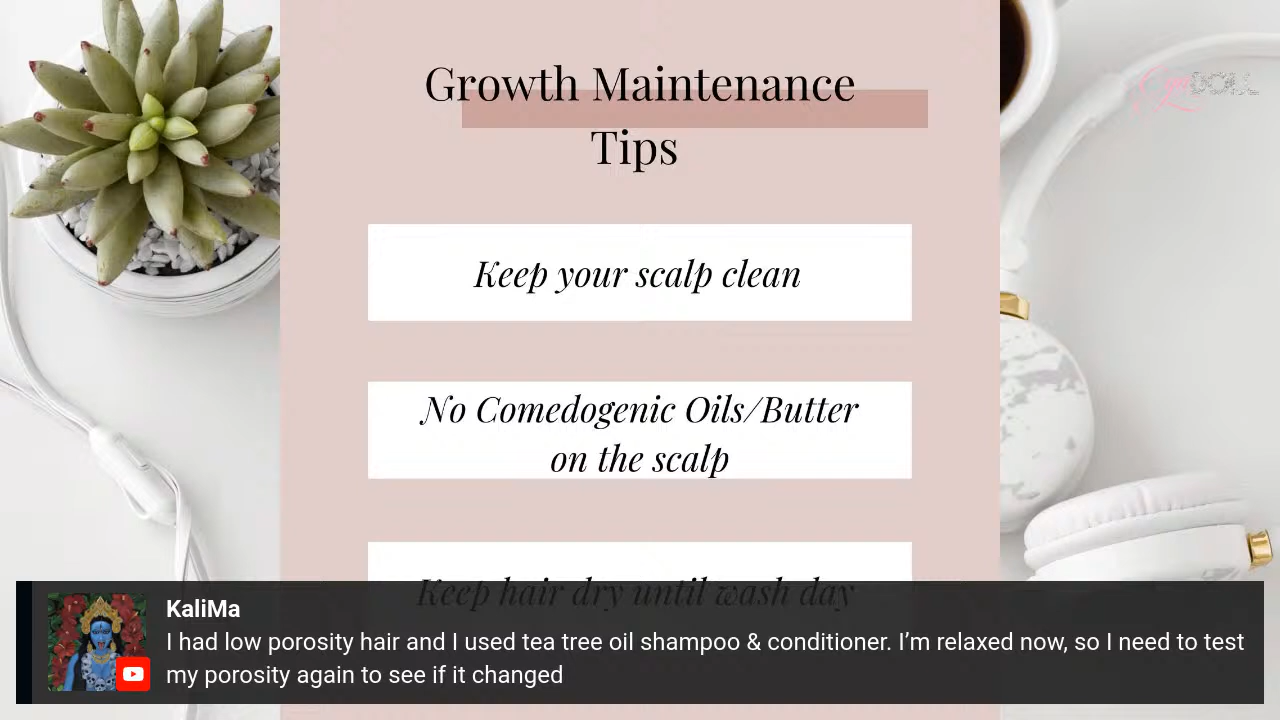 Growth Maintenance
Tips
Keep your scalp clean
No Comedogenic Oils/Butter
on the scalp
Keep hair dry until wash day
KaliMa
I had low porosity hair and I used tea tree oil shampoo & conditioner. I’m relaxed now, so I need to test
my porosity again to see if it changed